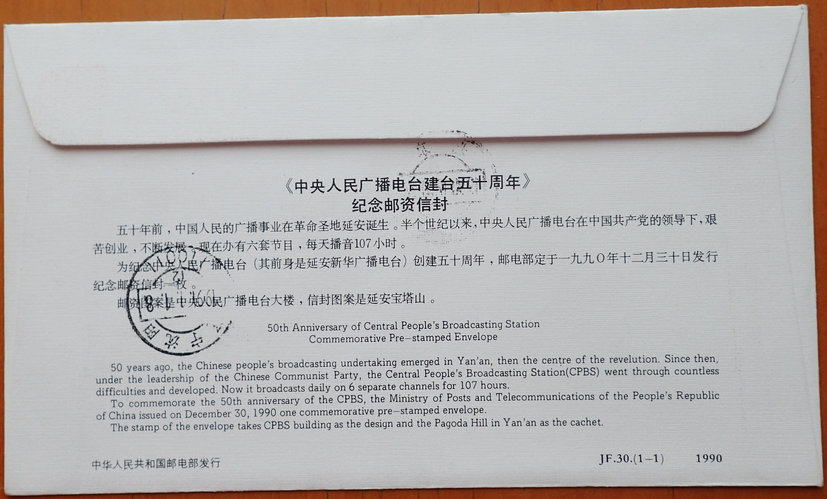 《中央人民广播电台建台五十周年》
纪念邮资信封
五十年前，中国人民的广播事业在革命圣地延安诞生。半个世纪以来，中央人民广播电台在中国共产党的领导下，艰
苦创业，不断发展，现在办有六套节目，每天播音107小时。
为纪念中央人民广播电台（其前身是延安新华广播电台）创建五十周年，邮电部定于一九九〇年十二月三十日发行
纪念邮资信封一枚。
邮资图案是中央人民广播电台大楼，信封图案是延安宝塔山。
50th Anniversary of Central People's Broadcasting Station
Commemorative Pre-stamped Envelope
50 years ago, the Chinese people's broadcasting undertaking emerged in Yan'an, then the centre of the revelution. Since then,
under the leadership of the Chinese Communist Party, the Central People's Broadcasting Station(CPBS) went through countless
difficulties and developed. Now it broadcasts daily on 6 separate channels for 107 hours.
To commemorate the 50th anniversary of the CPBS, the Ministry of Posts and Telecommunications of the People's Republic
of China issued on December 30, 1990 one commemorative pre-stamped envelope.
The stamp of the envelope takes CPBS building as the design and the Pagoda Hill in Yan'an as the cachet.
中华人民共和国邮电部发行
JF.30.(1-1) 1990